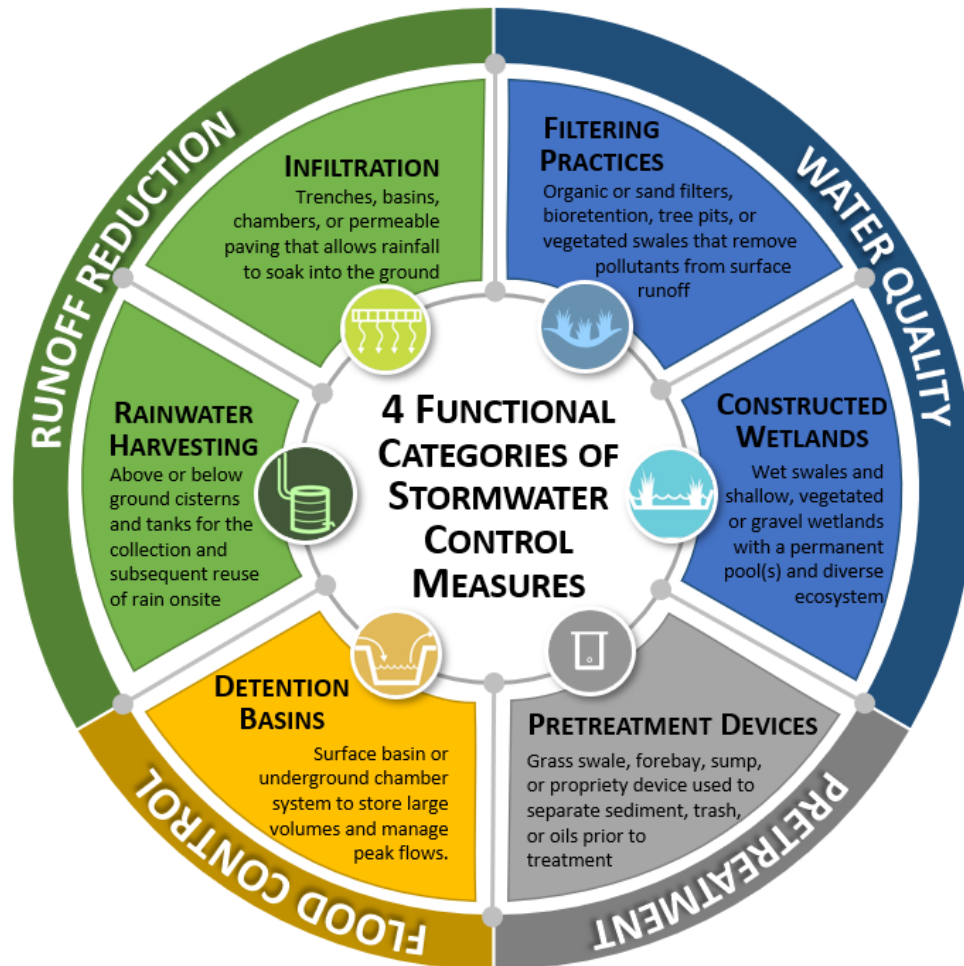 RUNOFF REDUCTION
WATER QUALITY
INFILTRATION
Trenches, basins,
chambers, or permeable
paving that allows rainfall
to soak into the ground
FILTERING
PRACTICES
Organic or sand filters,
bioretention, tree pits, or
vegetated swales that remove
pollutants from surface
runoff
RAINWATER
HARVESTING
Above or below
ground cisterns
and tanks for the
collection and
subsequent reuse
of rain onsite
4 FUNCTIONAL
CATEGORIES OF
STORMWATER
CONTROL
MEASURES
CONSTRUCTED
WETLANDS
Wet swales and
shallow, vegetated
or gravel wetlands
with a permanent
pool(s) and diverse
ecosystem
DETENTION
BASINS
Surface basin or
underground chamber
system to store large
volumes and manage
peak flows.
PRETREATMENT DEVICES
Grass swale, forebay, sump,
or propriety device used to
separate sediment, trash,
or oils prior to
treatment
FLOOD CONTROL
PRETREATMENT